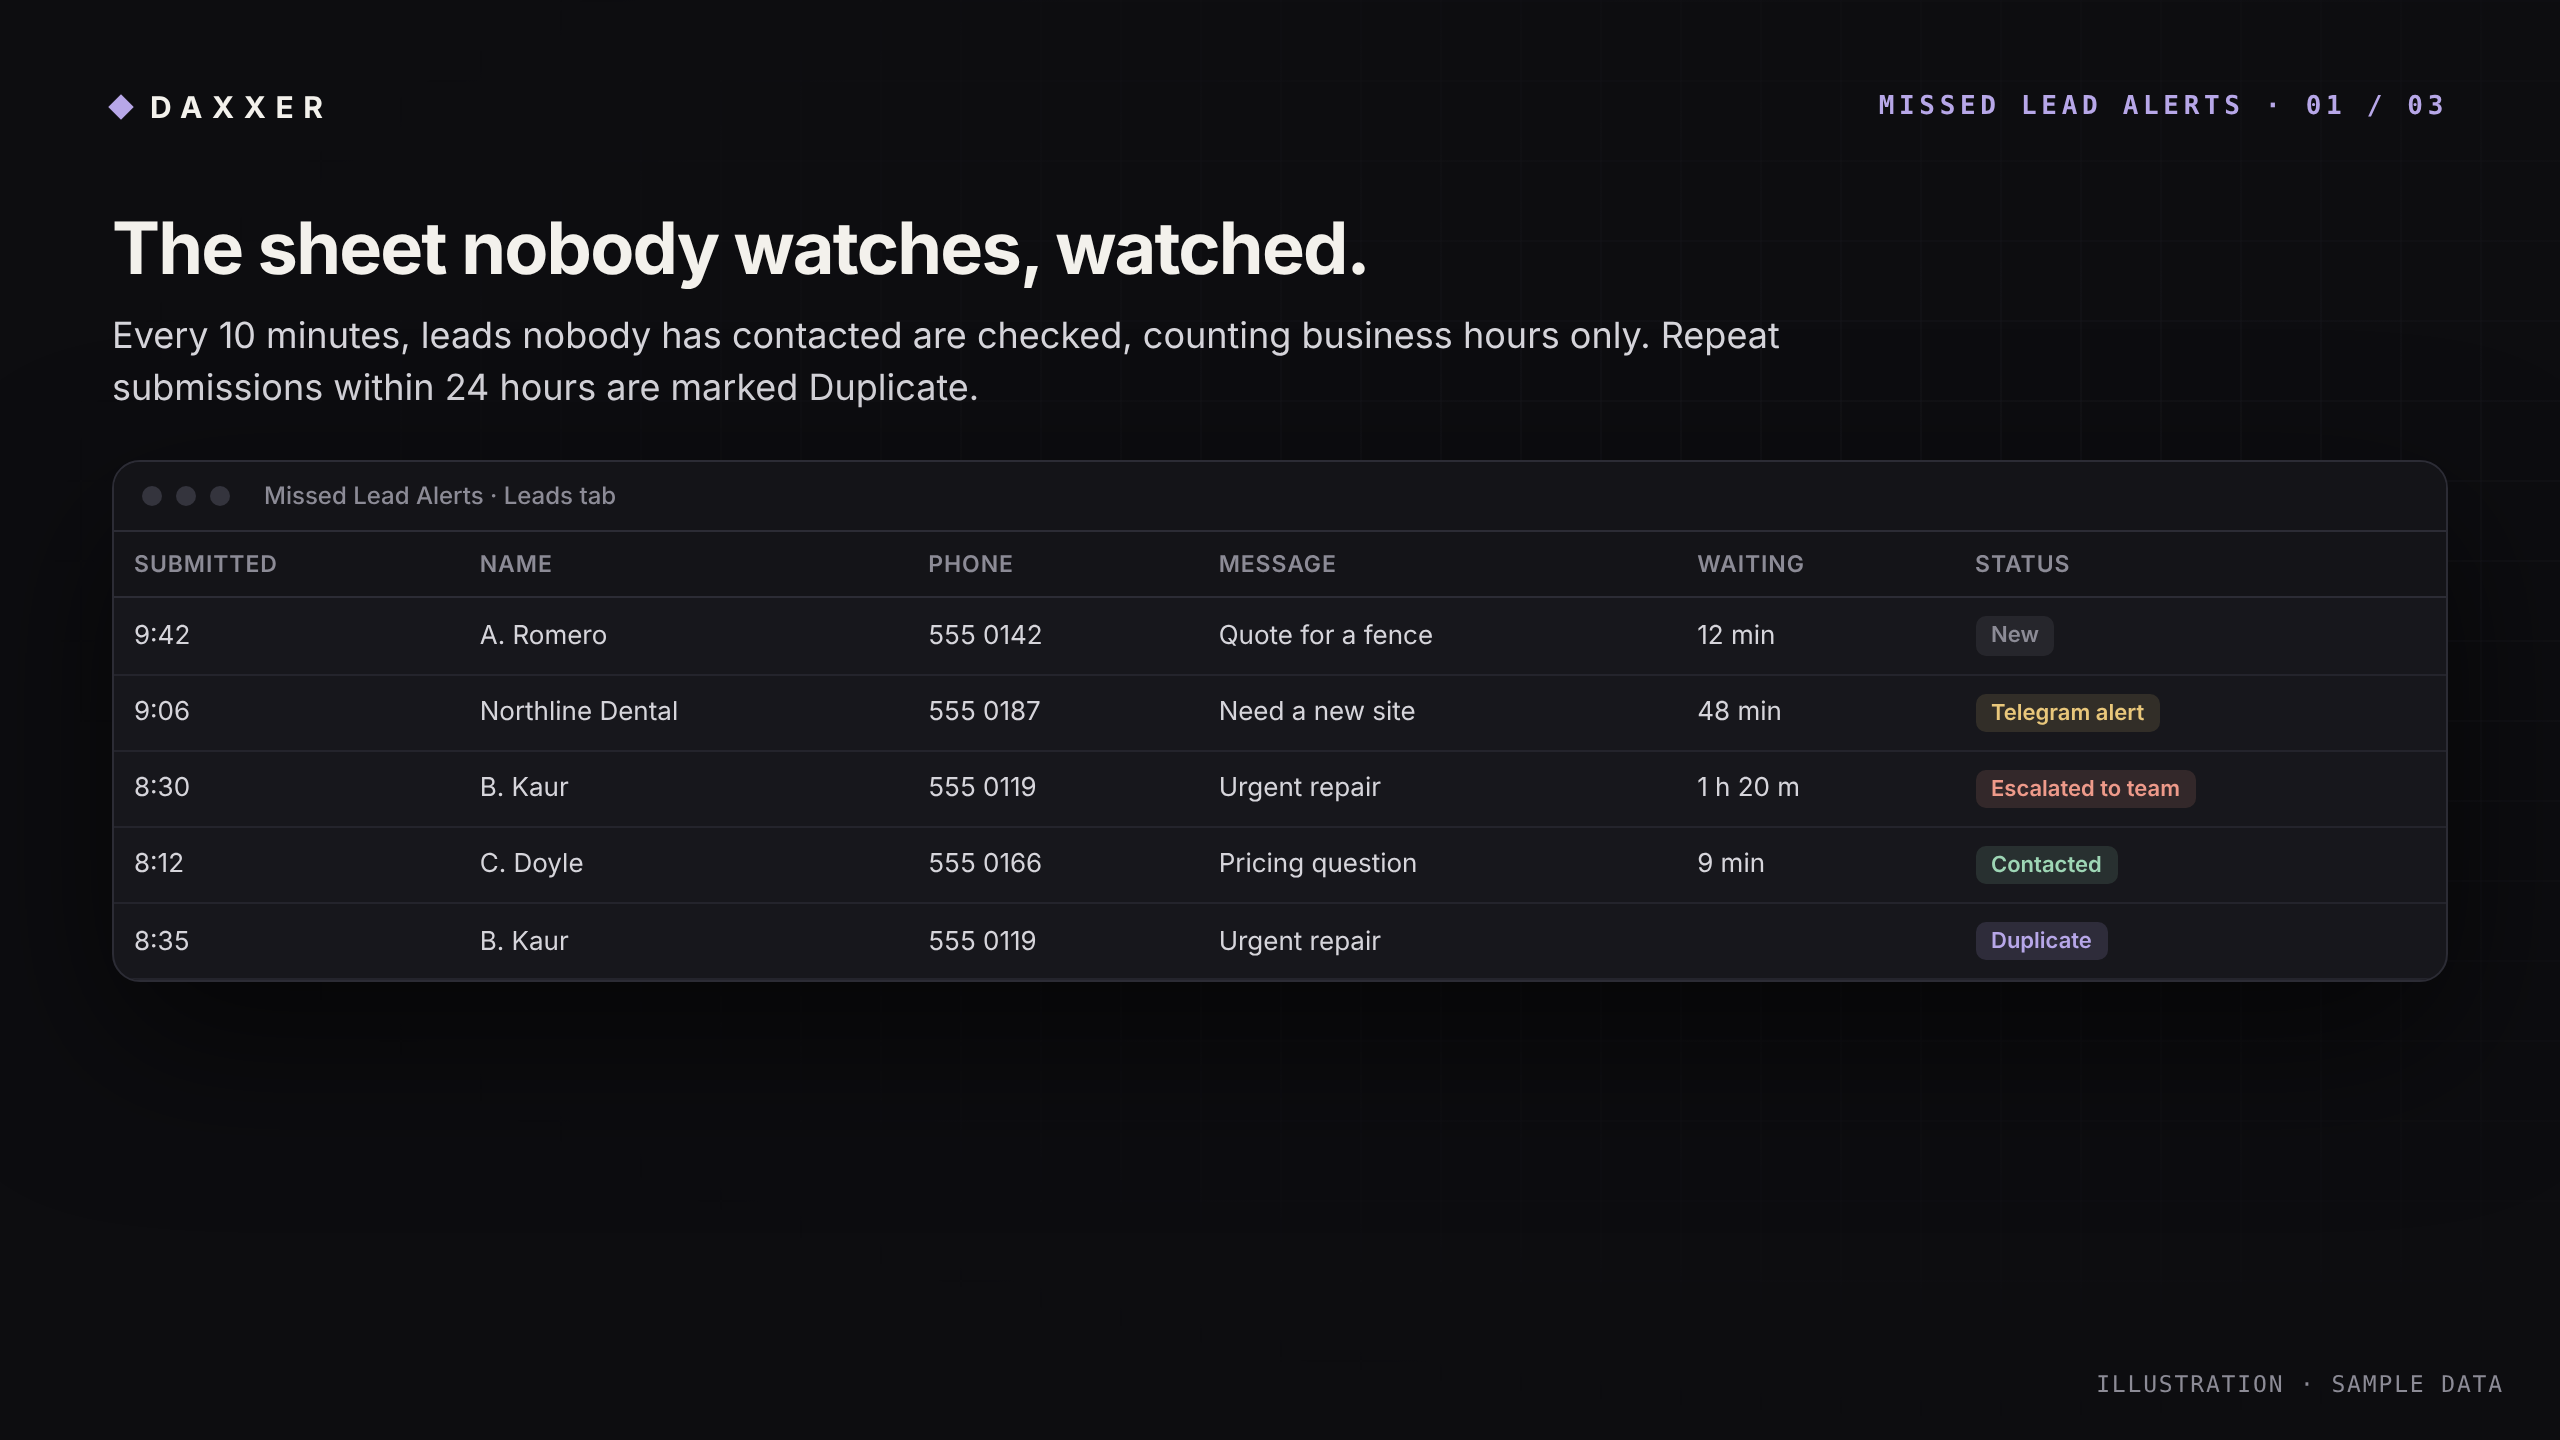 DAXXER
MISSED LEAD ALERTS · 01 / 03
The sheet nobody watches, watched.
Every 10 minutes, leads nobody has contacted are checked, counting business hours only. Repeat
submissions within 24 hours are marked Duplicate.
Missed Lead Alerts · Leads tab
SUBMITTED NAME PHONE MESSAGE WAITING STATUS
9:42 A. Romero 555 0142 Quote for a fence 12 min New
9:06 Northline Dental 555 0187 Need a new site 48 min Telegram alert
8:30 B. Kaur 555 0119 Urgent repair 1 h 20 m Escalated to team
8:12 C. Doyle 555 0166 Pricing question 9 min Contacted
8:35 B. Kaur 555 0119 Urgent repair Duplicate
ILLUSTRATION · SAMPLE DATA